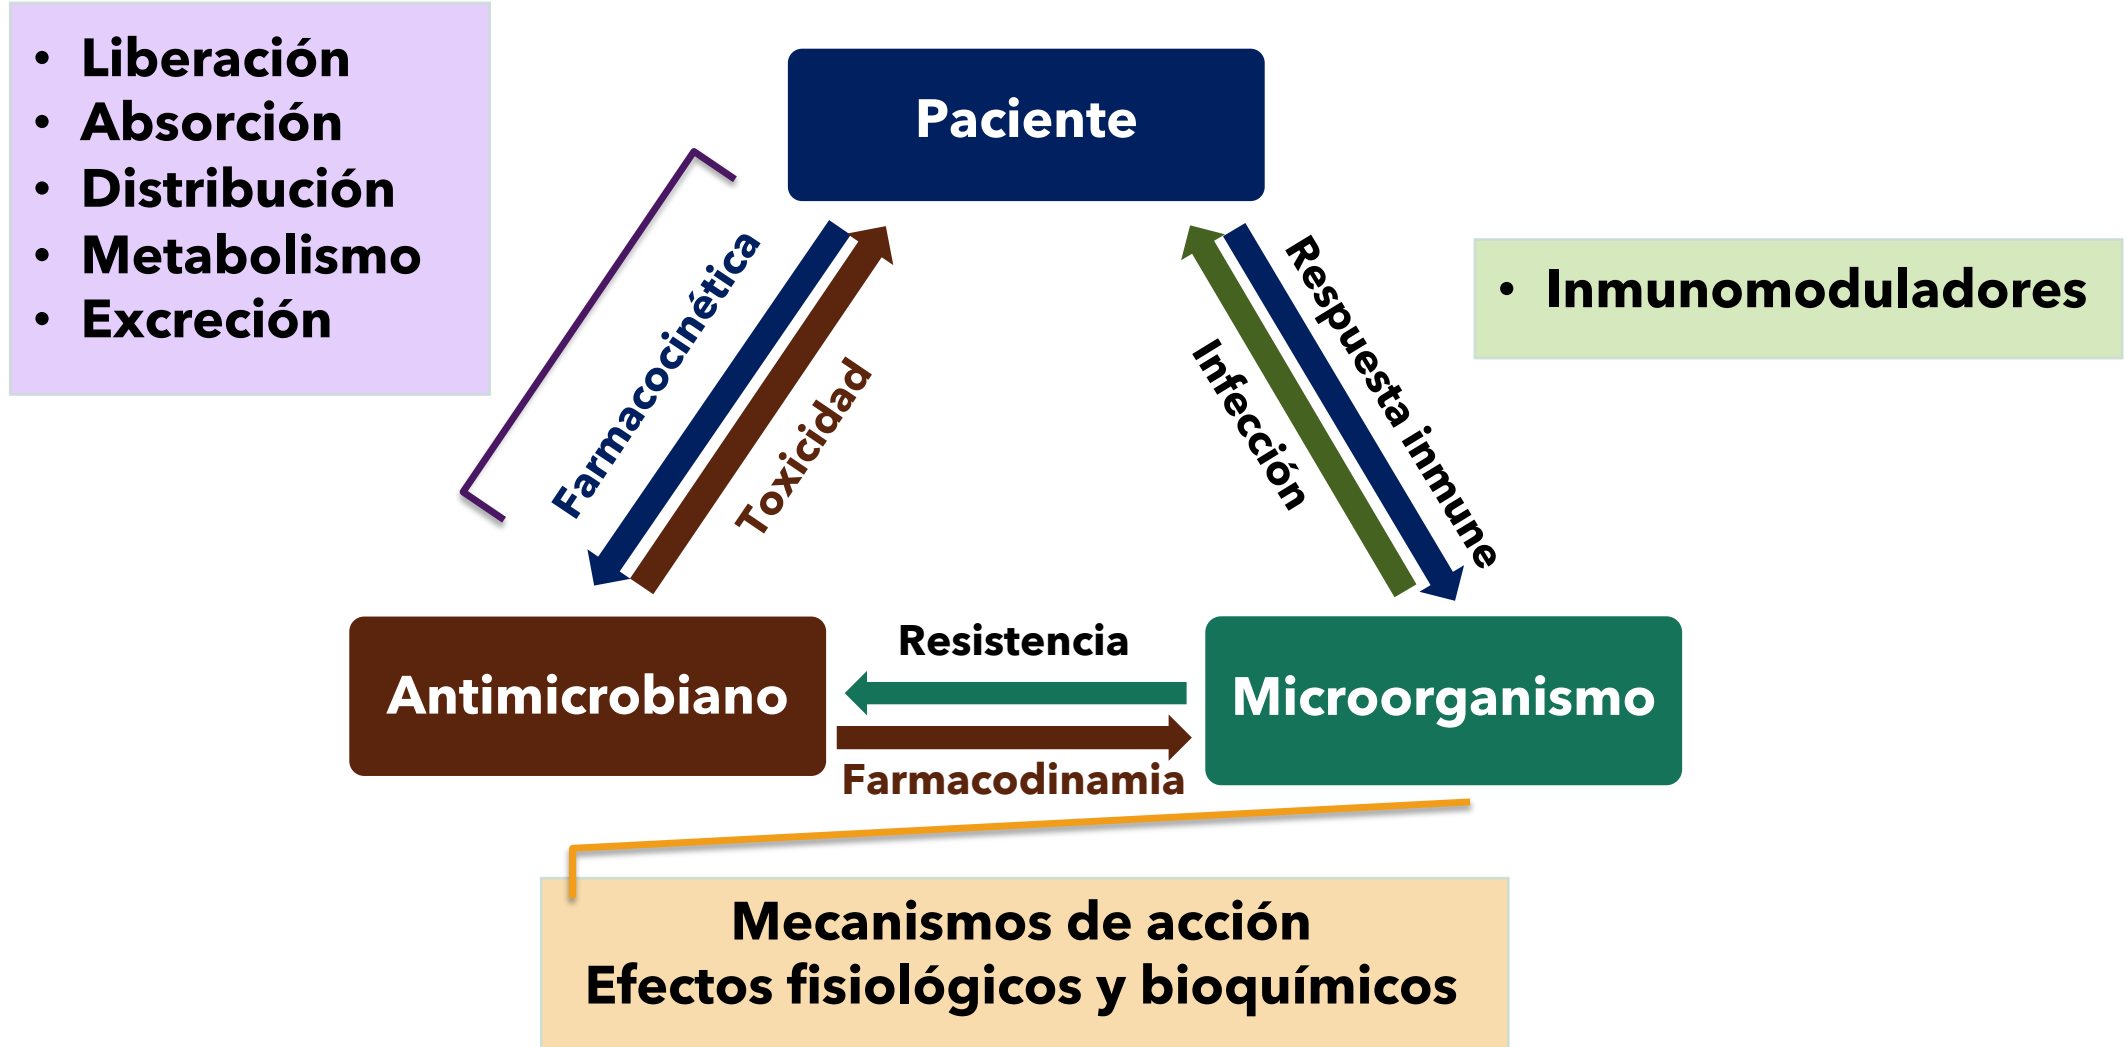 • Liberación
• Absorción
• Distribución
• Metabolismo
• Excreción
Paciente
Farmacocinética
Toxicidad
Infección
Respuesta inmune
• Inmunomoduladores
Antimicrobiano
Resistencia
Farmacodinamia
Microorganismo
Mecanismos de acción
Efectos fisiológicos y bioquímicos